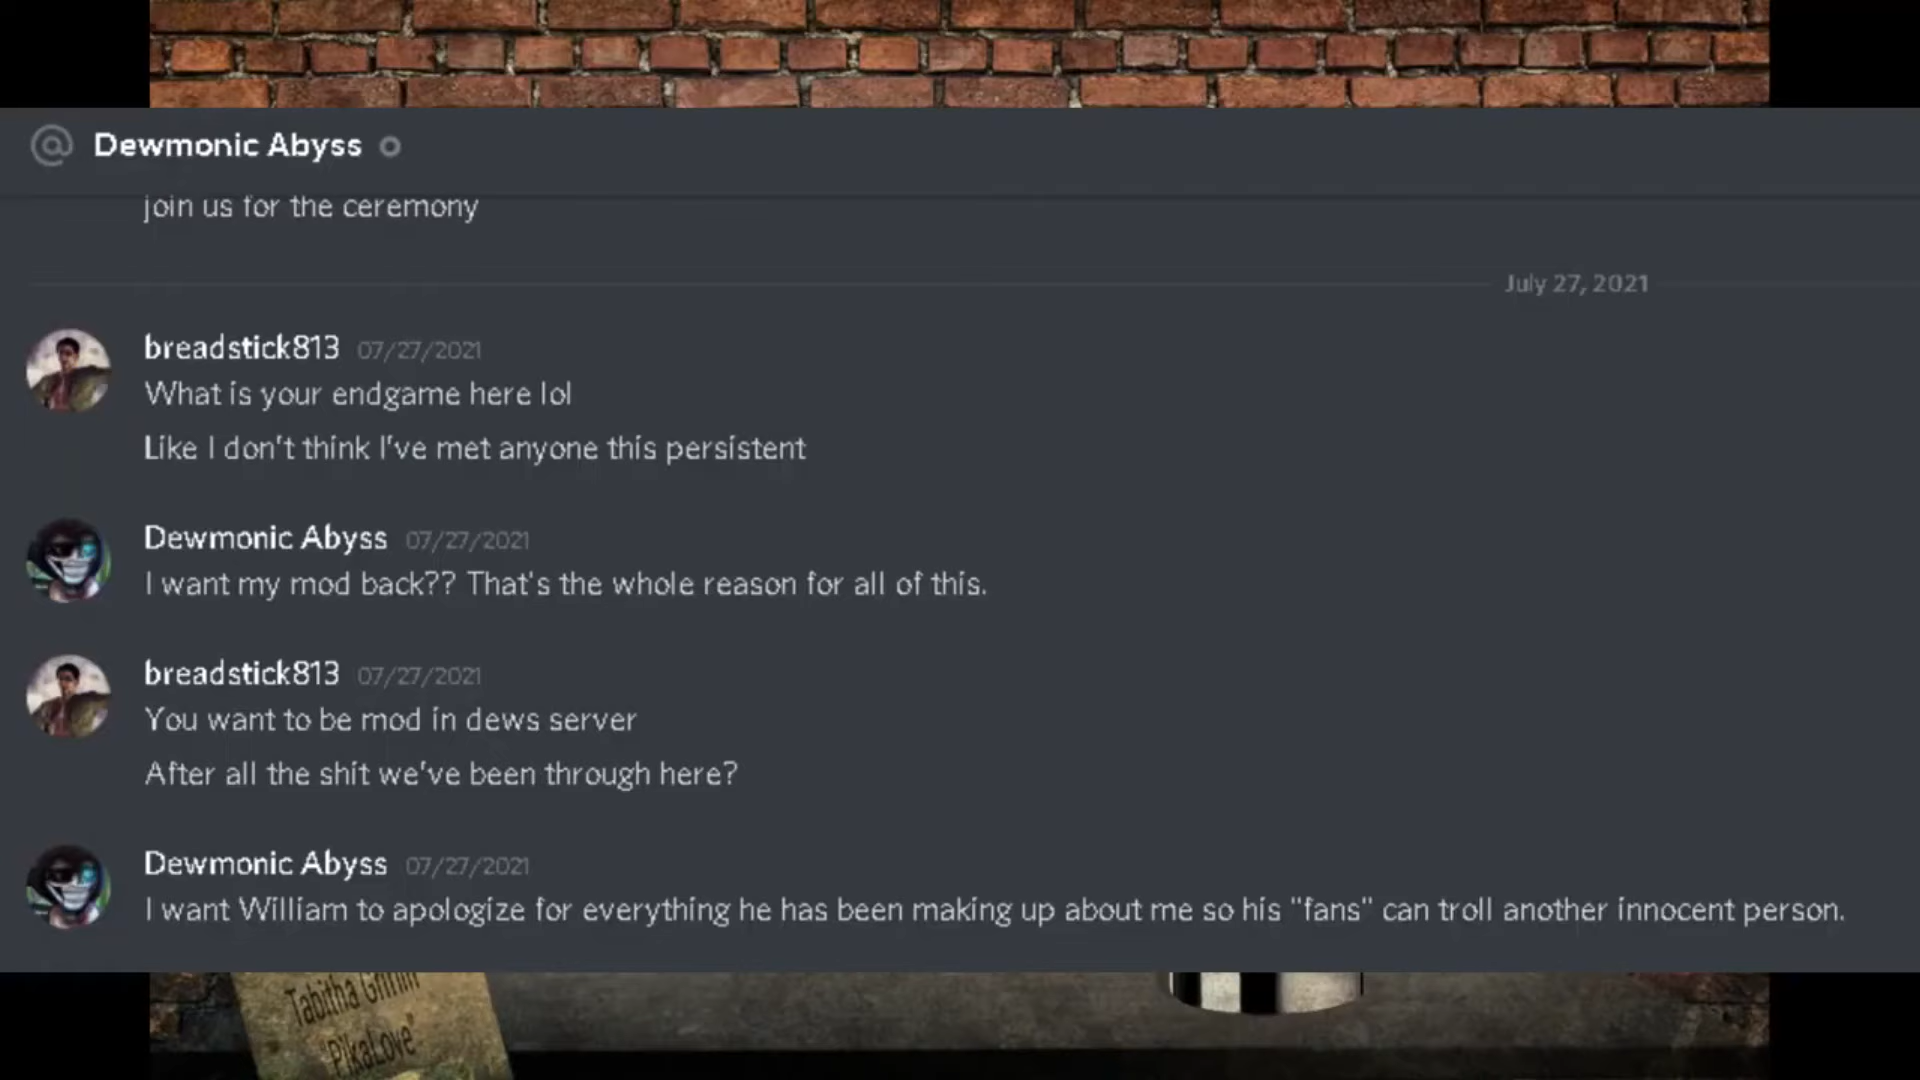 Dewmonic Abyss
join us for the ceremony
July 27, 2021
breadstick813 07/27/2021
What is your endgame here lol
Like I don't think I've met anyone this persistent
Dewmonic Abyss 07/27/2021
I want my mod back?? That's the whole reason for all of this.
breadstick813 07/27/2021
You want to be mod in dews server
After all the shit we've been through here?
Dewmonic Abyss 07/27/2021
I want William to apologize for everything he has been making up about me so his "fans" can troll another innocent person.
Tabitha
"PikaLove"